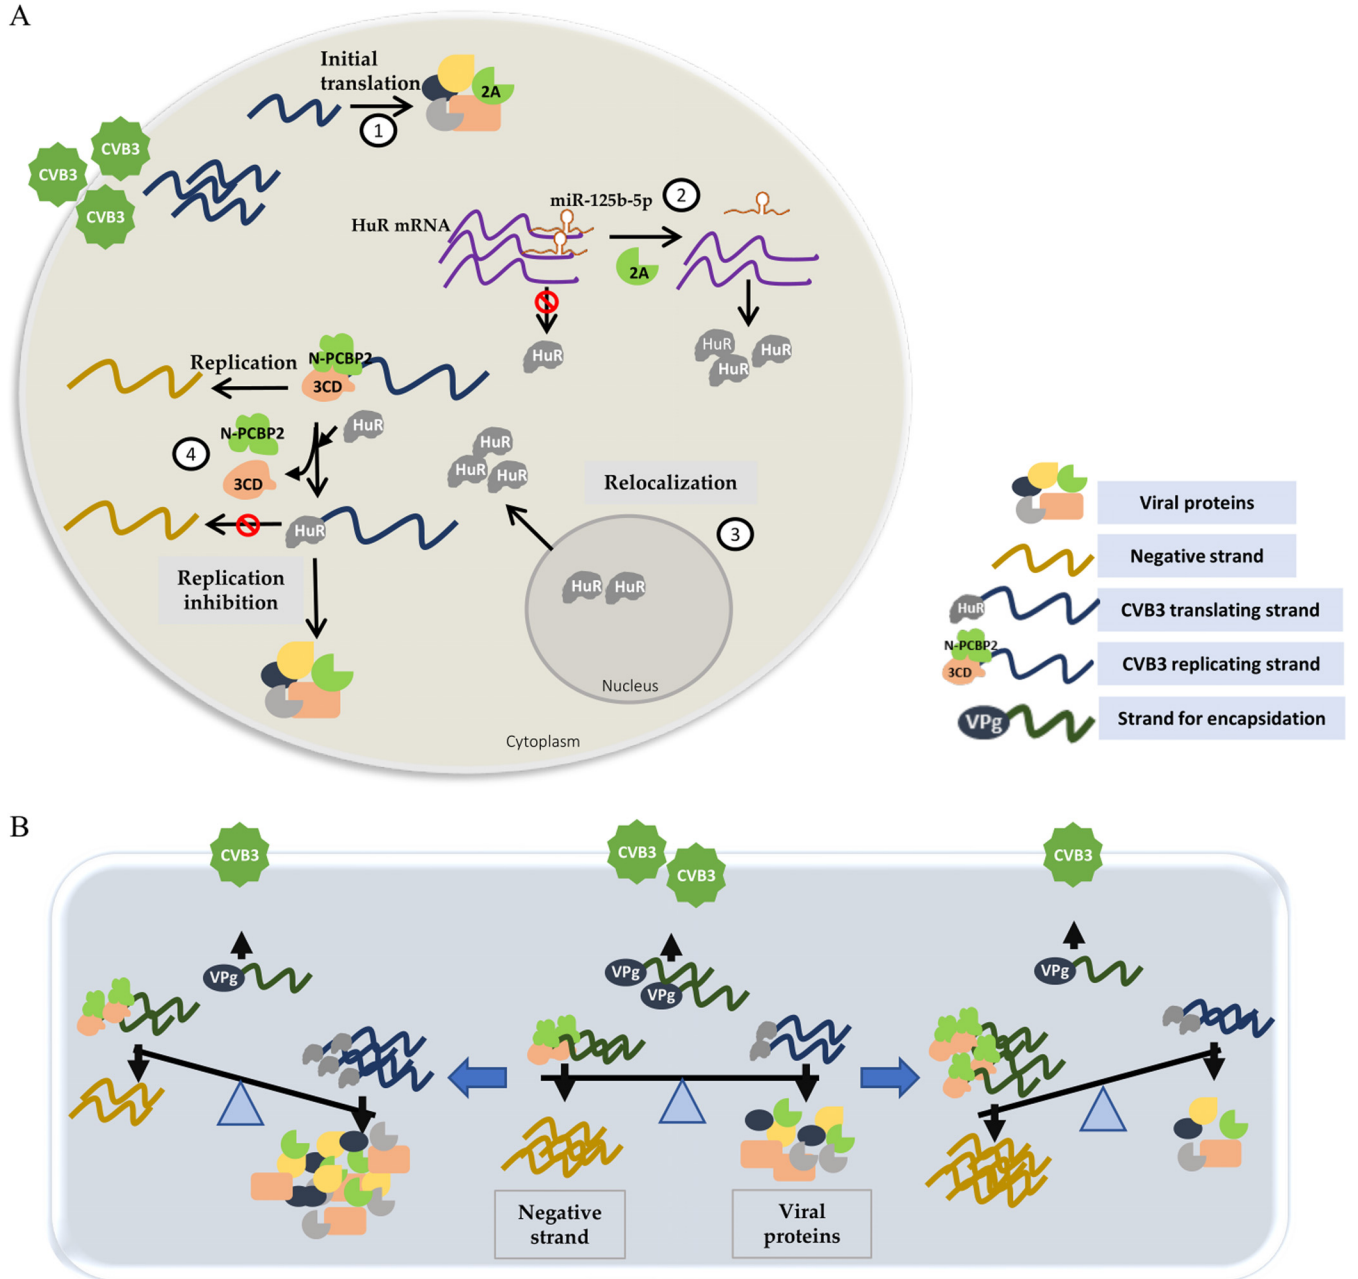 A
Initial
translation
2A
1
CVB3
CVB3
CVB3
miR-125b-5p
2
HuR mRNA
2A
HuR
HuR
HuR
HuR
Replication
N-PCBP2
3CD
HuR
N-PCBP2
4
3CD
HuR
HuR
HuR
Relocalization
3
HuR
Replication
inhibition
HuR
HuR
Nucleus
Cytoplasm
Viral proteins
Negative strand
HuR
CVB3 translating strand
N-PCBP2
3CD
CVB3 replicating strand
VPg
Strand for encapsidation
B
CVB3
CVB3
CVB3
CVB3
VPg
VPg
VPg
VPg
Negative
strand
Viral
proteins